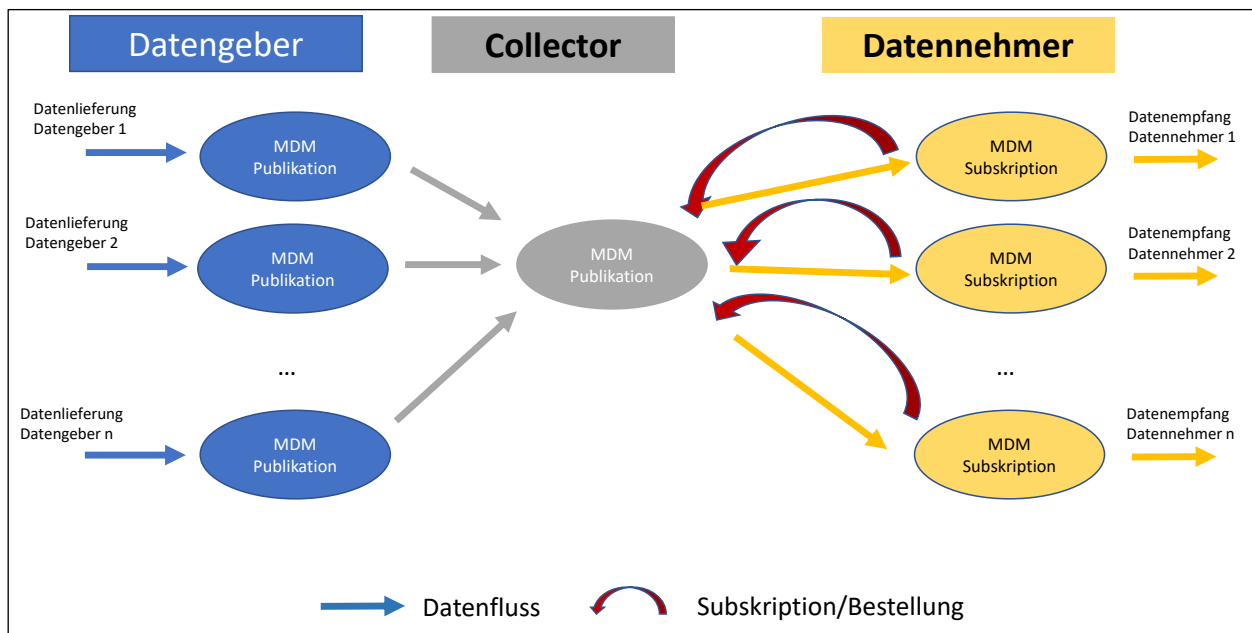 Datengeber
Collector
Datennehmer
Datenlieferung
Datengeber 1
MDM
Publikation
MDM
Subskription
Datenempfang
Datennehmer 1
Datenlieferung
Datengeber 2
MDM
Publikation
MDM
Publikation
MDM
Subskription
Datenempfang
Datennehmer 2
...
...
Datenlieferung
Datengeber n
MDM
Publikation
MDM
Subskription
Datenempfang
Datennehmer n
Datenfluss
Subskription/Bestellung